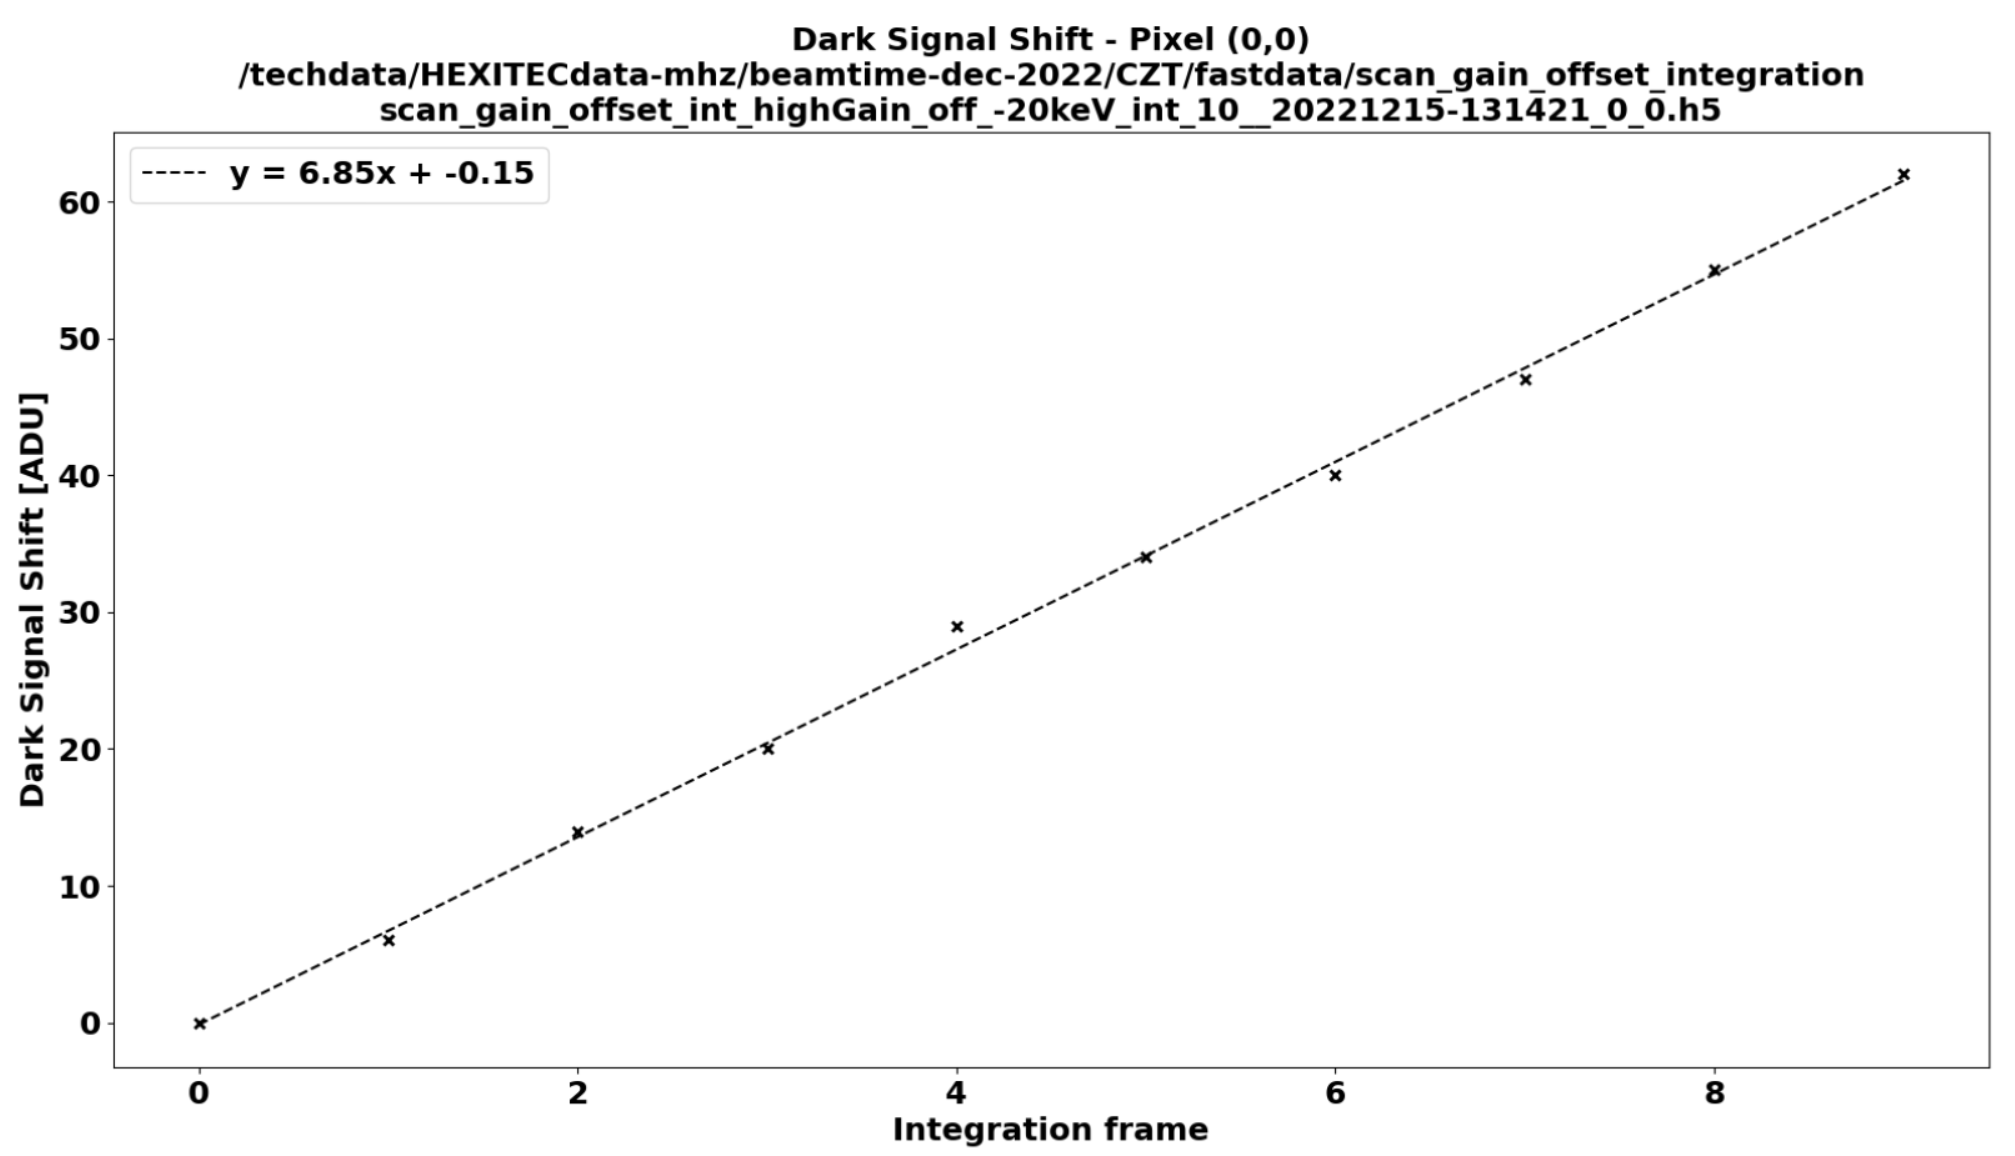 Dark Signal Shift - Pixel (0,0)
/techdata/HEXITECdata-mhz/beamtime-dec-2022/CZT/fastdata/scan_gain_offset_integration
scan_gain_offset_int_highGain_off_-20keV_int_10__20221215-131421_0_0.h5
y = 6.85x + -0.15
60
50
40
30
20
10
0
Dark Signal Shift [ADU]
0 2 4 6 8
Integration frame